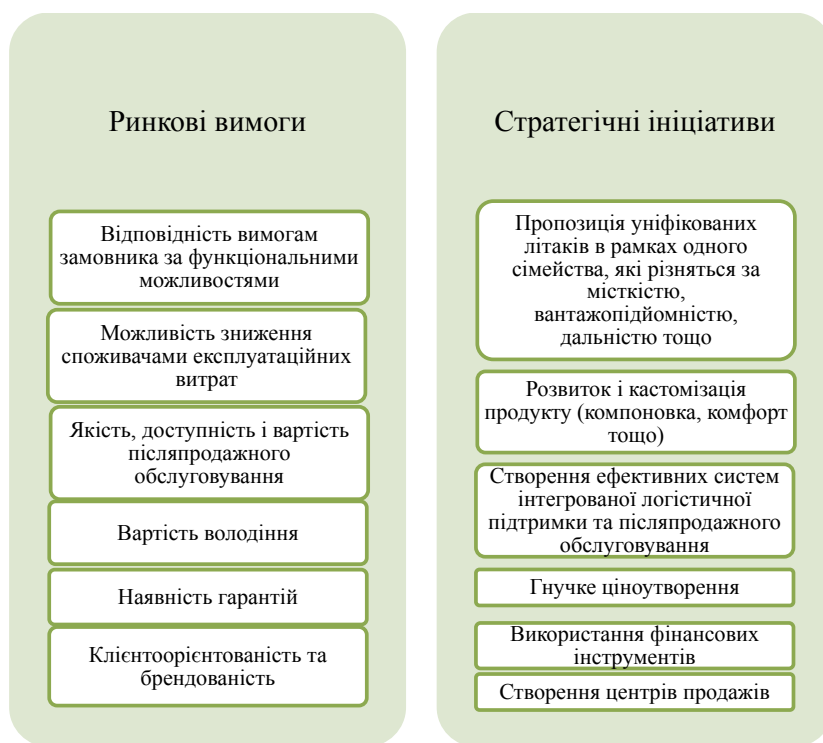 Ринкові вимоги
Відповідність вимогам
замовника за функціональними
можливостями
Можливість зниження
споживачами експлуатаційних
витрат
Якість, доступність і вартість
післяпродажного
обслуговування
Вартість володіння
Наявність гарантій
Клієнтоорієнтованість та
брендованість
Стратегічні ініціативи
Пропозиція уніфікованих
літаків в рамках одного
сімейства, які різняться за
місткістю,
вантажопідйомністю,
дальністю тощо
Розвиток і кастомізація
продукту (компоновка, комфорт
тощо)
Створення ефективних систем
інтегрованої логістичної
підтримки та післяпродажного
обслуговування
Гнучке ціноутворення
Використання фінансових
інструментів
Створення центрів продажів